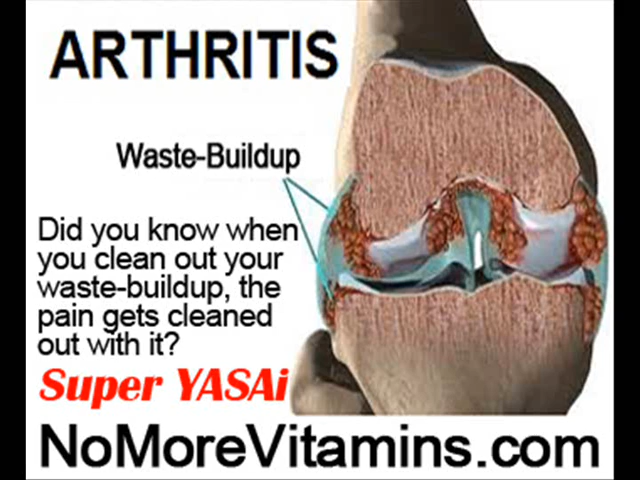 ARTHRITIS
Waste-Buildup
Did you know when
you clean out your
waste-buildup, the
pain gets cleaned
out with it?
Super YASAi
NoMoreVitamins.com